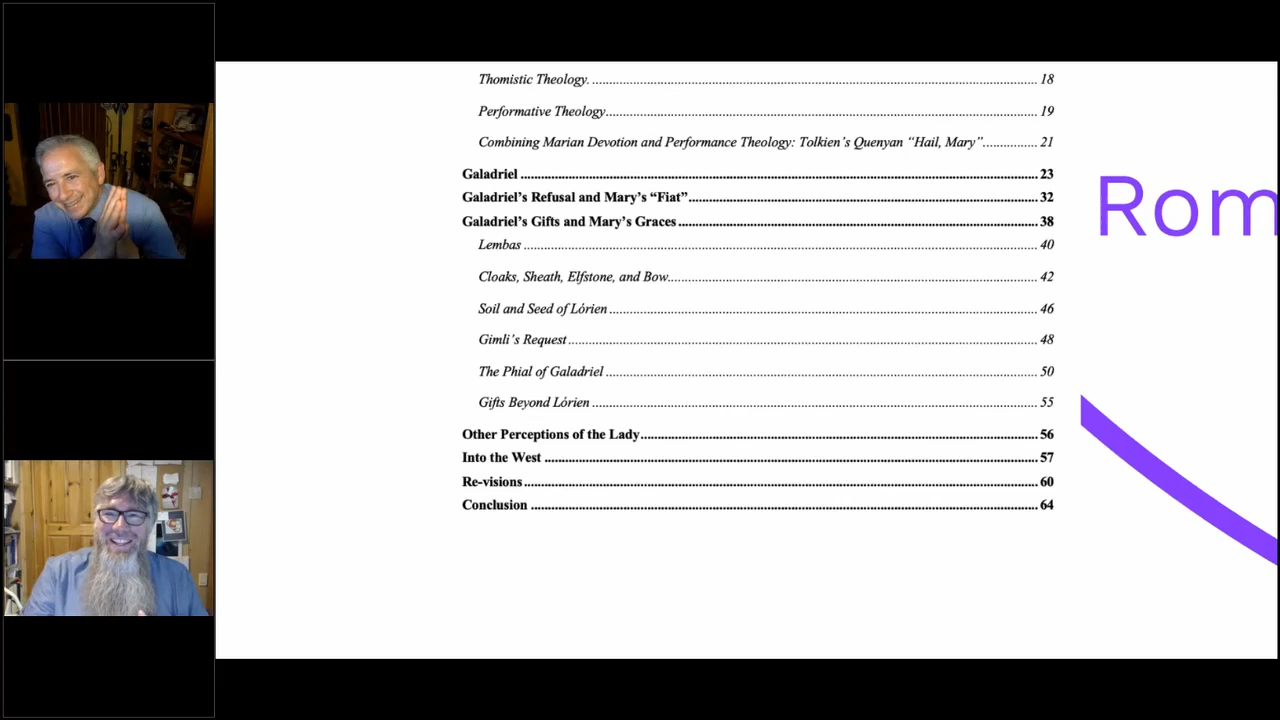 Thomistic Theology. ........ 18
Performative Theology........ 19
Combining Marian Devotion and Performance Theology: Tolkien’s Quenyan “Hail, Mary”........ 21
Galadriel ........ 23
Galadriel’s Refusal and Mary’s “Fiat”........ 32
Galadriel’s Gifts and Mary’s Graces ........ 38
Lembas ........ 40
Cloaks, Sheath, Elfstone, and Bow........ 42
Soil and Seed of Lórien ........ 46
Gimli’s Request ........ 48
The Phial of Galadriel ........ 50
Gifts Beyond Lórien ........ 55
Other Perceptions of the Lady........ 56
Into the West ........ 57
Re-visions ........ 60
Conclusion ........ 64
Rom